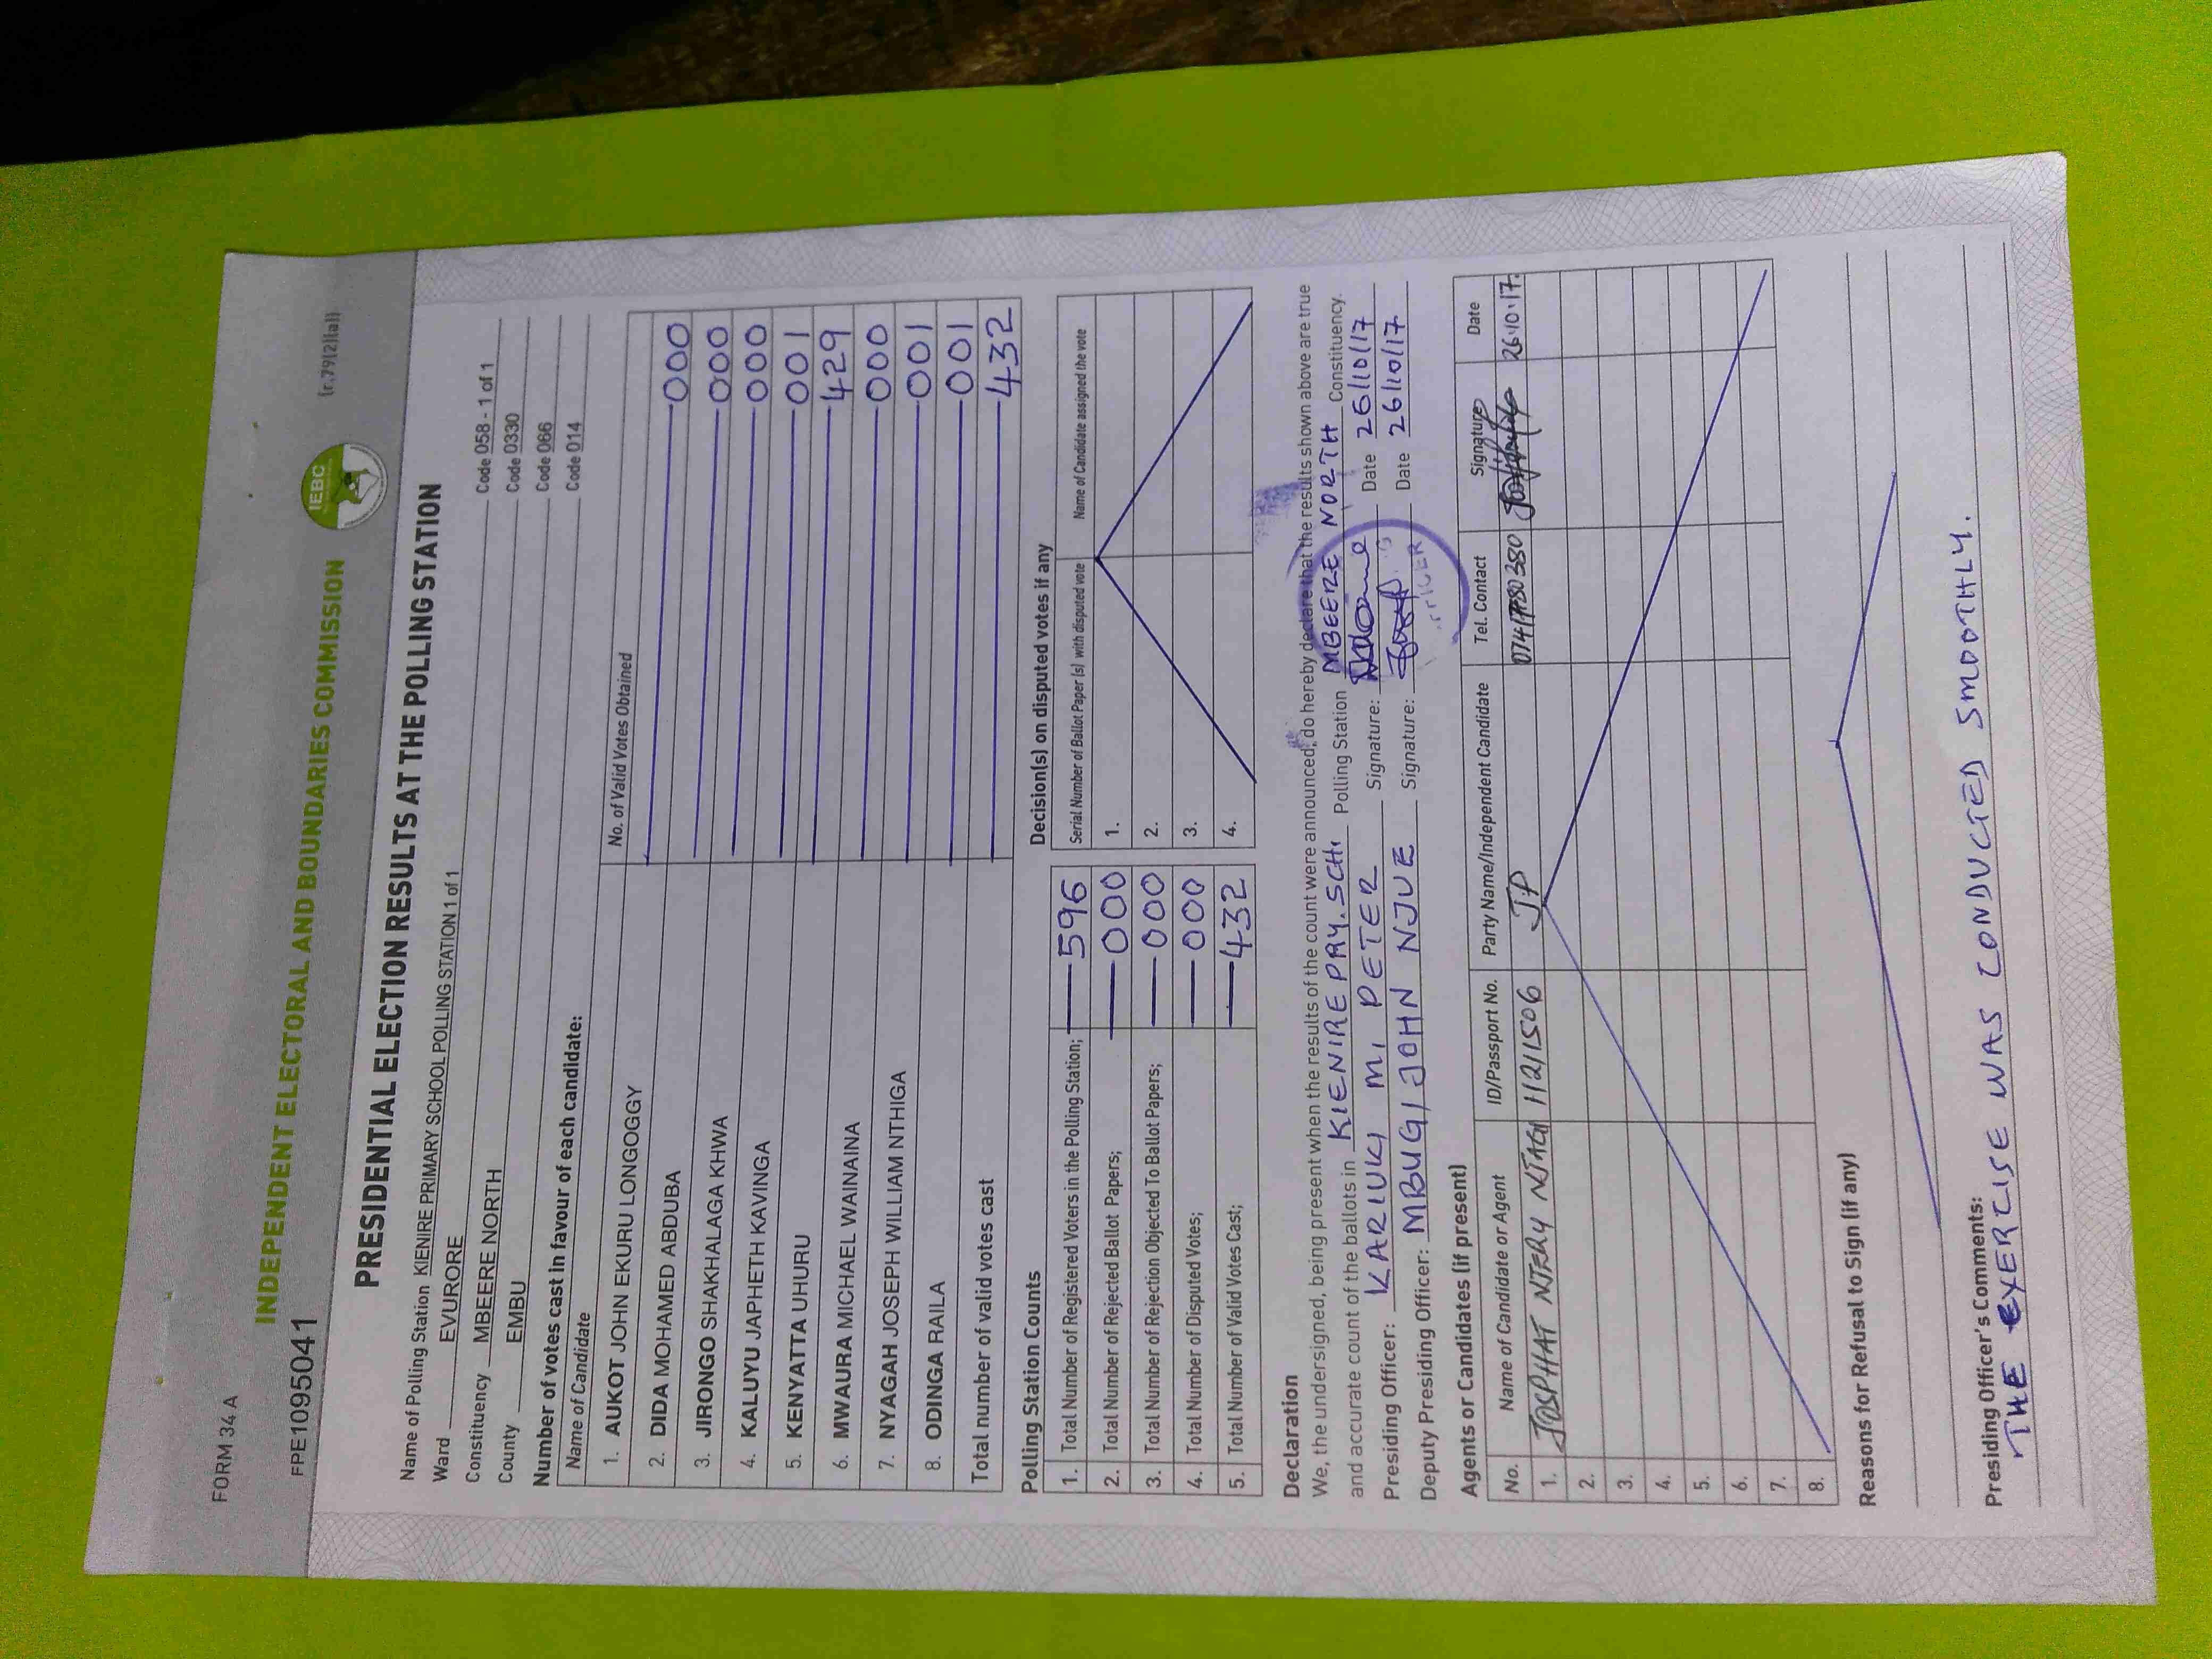 FORM 34 A
(r.79(2)(a))
FPE1095041
INDEPENDENT ELECTORAL AND BOUNDARIES COMMISSION
IEBC
PRESIDENTIAL ELECTION RESULTS AT THE POLLING STATION
Name of Polling Station KIENIRE PRIMARY SCHOOL POLLING STATION 1 of 1 Code 058 - 1 of 1
Ward EVURORE Code 0330
Constituency MBEERE NORTH Code 066
County EMBU Code 014
Number of votes cast in favour of each candidate:
Name of Candidate No. of Valid Votes Obtained
1. AUKOT JOHN EKURU LONGOGGY 000
2. DIDA MOHAMED ABDUBA 000
3. JIRONGO SHAKHALAGA KHWA 000
4. KALUYU JAPHETH KAVINGA 001
5. KENYATTA UHURU 429
6. MWAURA MICHAEL WAINAINA 000
7. NYAGAH JOSEPH WILLIAM NTHIGA 001
8. ODINGA RAILA 001
Total number of valid votes cast 432
Polling Station Counts
1. Total Number of Registered Voters in the Polling Station; 596
2. Total Number of Rejected Ballot Papers; 000
3. Total Number of Rejection Objected To Ballot Papers; 000
4. Total Number of Disputed Votes; 000
5. Total Number of Valid Votes Cast; 432
Decision(s) on disputed votes if any
Serial Number of Ballot Paper (s) with disputed vote Name of Candidate assigned the vote
1.
2.
3.
4.
Declaration
We, the undersigned, being present when the results of the count were announced, do hereby declare that the results shown above are true
and accurate count of the ballots in KIENIRE PRY. SCH. Polling Station MBEERE NORTH Constituency.
Presiding Officer: KARIUKI M. PETER Signature: Date 26/10/17
Deputy Presiding Officer: MBUGI JOHN NJUE Signature: Date 26/10/17
Agents or Candidates (if present)
No. Name of Candidate or Agent ID/Passport No. Party Name/Independent Candidate Tel. Contact Signature Date
1. JOSPHAT NJERY NJAGI 11211506 JP 26.10.17
2.
3.
4.
5.
6.
7.
8.
Reasons for Refusal to Sign (if any)
Presiding Officer's Comments:
THE EXERCISE WAS CONDUCTED SMOOTHLY.